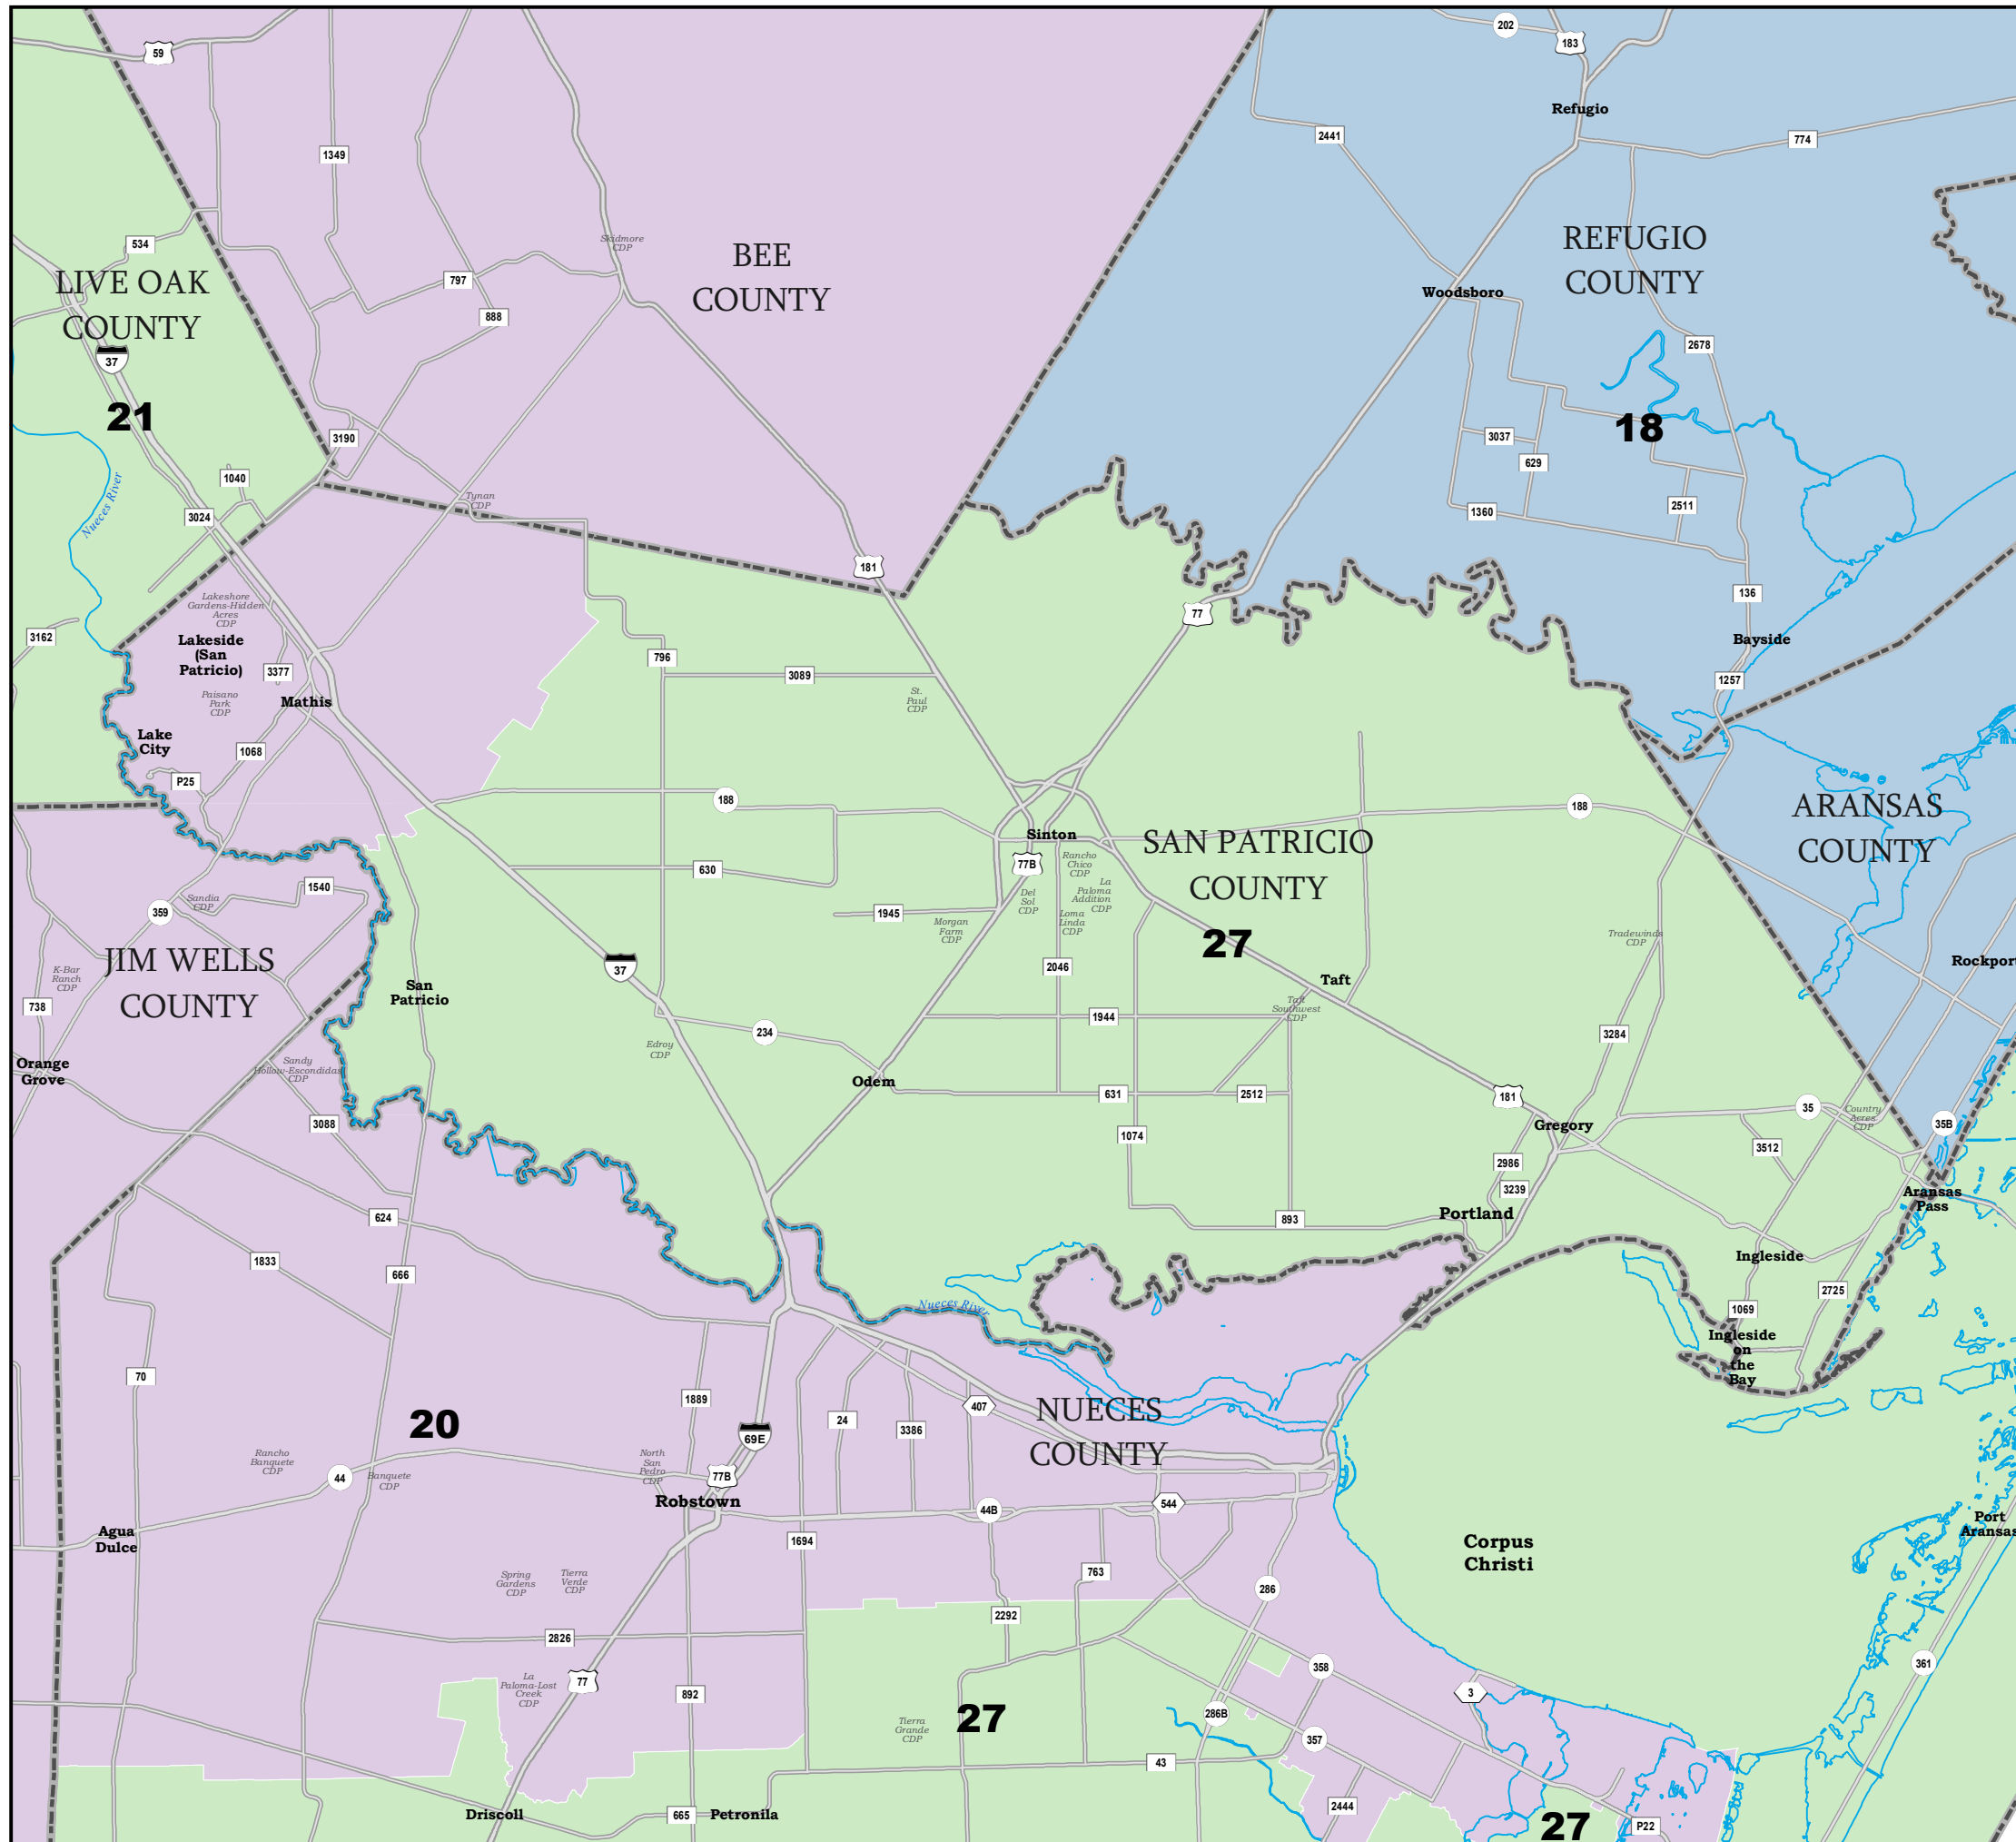 202
183
59
Refugio
2441
774
1349
534
Skidmore
CDP
BEE
COUNTY
REFUGIO
COUNTY
LIVE OAK
COUNTY
797
888
Woodsboro
37
2678
21
18
3190
3037
629
1040
Nueces River
Tynan
CDP
2511
1360
3024
181
136
Lakeshore
Gardens-Hidden
Acres
CDP
77
3162
Lakeside
(San
Patricio)
Bayside
796
3377
3089
1257
Paisano
Park
CDP
St.
Paul
CDP
Mathis
Lake
City
1068
P25
188
188
ARANSAS
COUNTY
Sinton
SAN PATRICIO
COUNTY
77B
Rancho
Chico
CDP
630
La
Paloma
Addition
CDP
1540
Del
Sol
CDP
Sandia
CDP
359
1945
Loma
Linda
CDP
Morgan
Farm
CDP
27
Tradewinds
CDP
JIM WELLS
COUNTY
K-Bar
Ranch
CDP
37
2046
Rockport
Taft
San
Patricio
738
Taft
Southwest
CDP
1944
234
3284
Edroy
CDP
Orange
Grove
Sandy
Hollow-Escondidas
CDP
Odem
631
2512
181
35
Country
Acres
CDP
3088
35B
Gregory
1074
3512
2986
3239
Aransas
Pass
624
893
Portland
1833
666
Ingleside
2725
Nueces River
1069
Ingleside
on
the
Bay
70
1889
407
NUECES
COUNTY
20
24
3386
69E
Rancho
Banquete
CDP
North
San
Pedro
CDP
44
Banquete
CDP
77B
Robstown
544
44B
Port
Aransas
Agua
Dulce
1694
Corpus
Christi
763
Spring
Gardens
CDP
Tierra
Verde
CDP
286
2292
2826
358
361
La
Paloma-Lost
Creek
CDP
77
892
3
27
286B
Tierra
Grande
CDP
357
43
2444
Driscoll
665
Petronila
27
P22